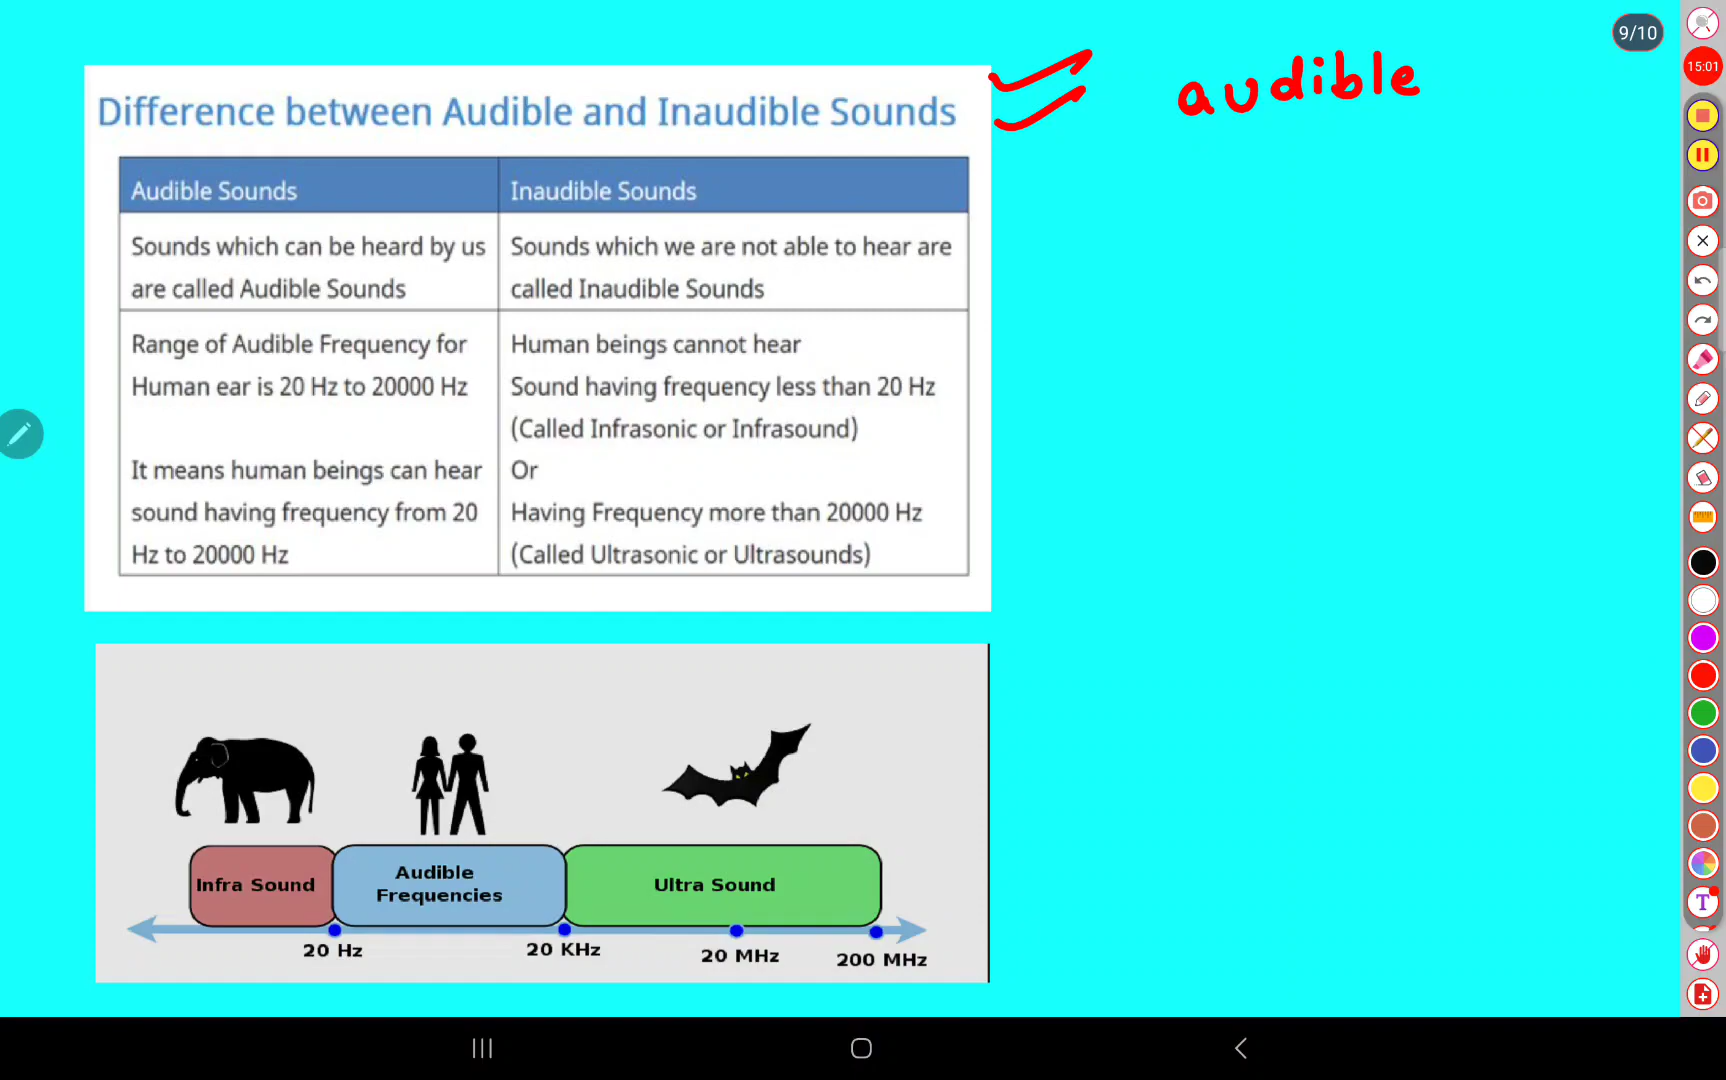 9/10
15:01
audible
Difference between Audible and Inaudible Sounds
Audible Sounds
Inaudible Sounds
Sounds which can be heard by us
are called Audible Sounds
Sounds which we are not able to hear are
called Inaudible Sounds
Range of Audible Frequency for
Human ear is 20 Hz to 20000 Hz
It means human beings can hear
sound having frequency from 20
Hz to 20000 Hz
Human beings cannot hear
Sound having frequency less than 20 Hz
(Called Infrasonic or Infrasound)
Or
Having Frequency more than 20000 Hz
(Called Ultrasonic or Ultrasounds)
Infra Sound
Audible
Frequencies
Ultra Sound
20 Hz
20 KHz
20 MHz
200 MHz
T